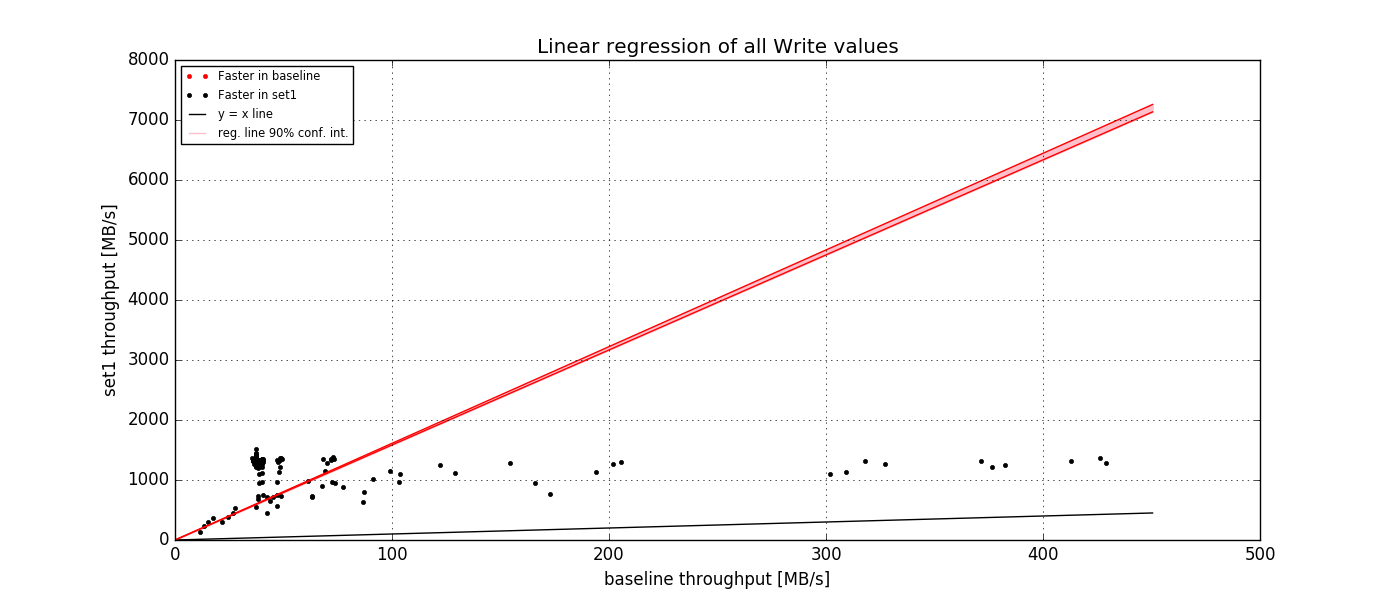 Linear regression of all Write values
8000
7000
6000
5000
4000
3000
2000
1000
0
set1 throughput [MB/s]
Faster in baseline
Faster in set1
y = x line
reg. line 90% conf. int.
0 100 200 300 400 500
baseline throughput [MB/s]